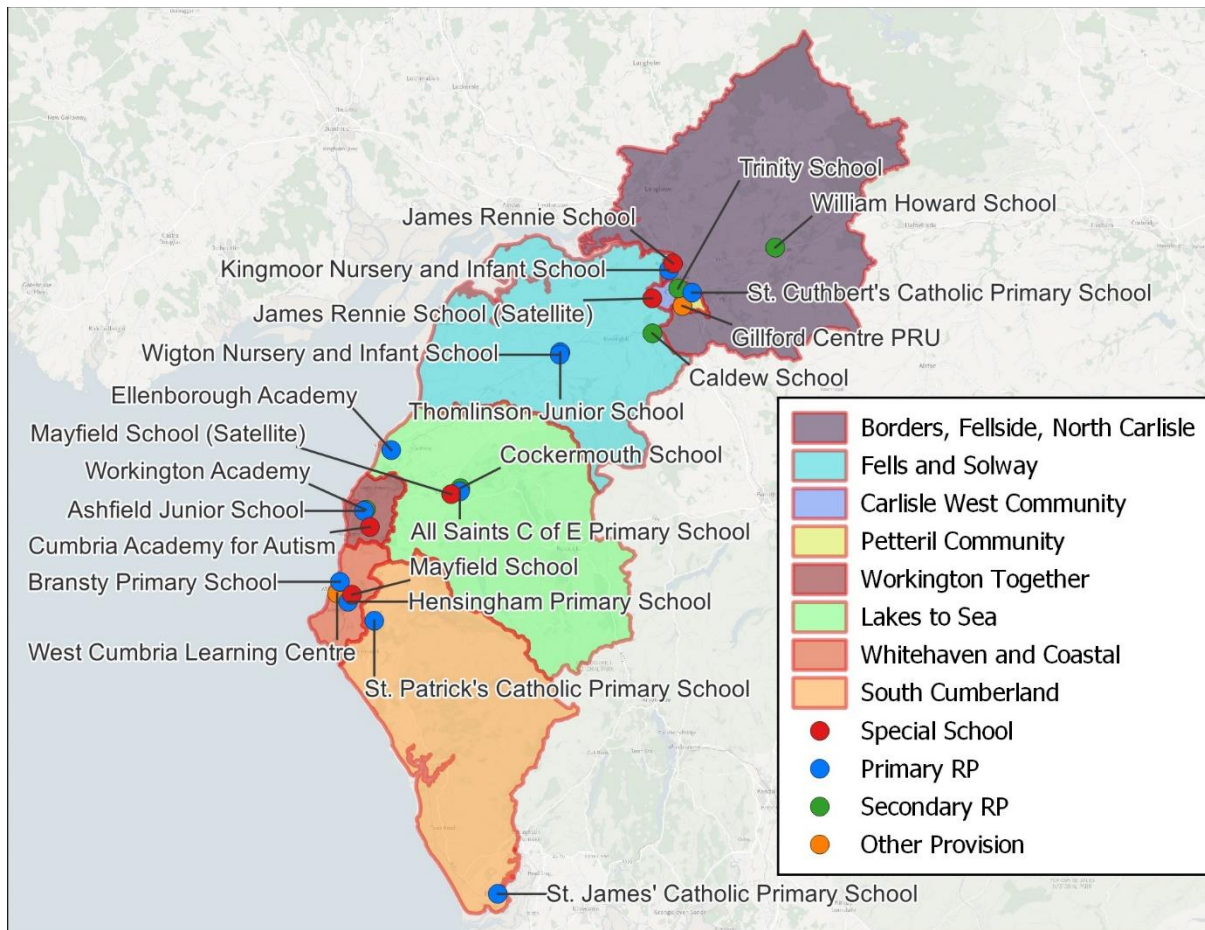 Trinity School
William Howard School
James Rennie School
Kingmoor Nursery and Infant School
St. Cuthbert's Catholic Primary School
James Rennie School (Satellite)
Gillford Centre PRU
Wigton Nursery and Infant School
Caldew School
Ellenborough Academy
Thomlinson Junior School
Mayfield School (Satellite)
Cockermouth School
Workington Academy
Ashfield Junior School
All Saints C of E Primary School
Cumbria Academy for Autism
Mayfield School
Bransty Primary School
Hensingham Primary School
West Cumbria Learning Centre
St. Patrick's Catholic Primary School
St. James' Catholic Primary School
Borders, Fellside, North Carlisle
Fells and Solway
Carlisle West Community
Petteril Community
Workington Together
Lakes to Sea
Whitehaven and Coastal
South Cumberland
Special School
Primary RP
Secondary RP
Other Provision